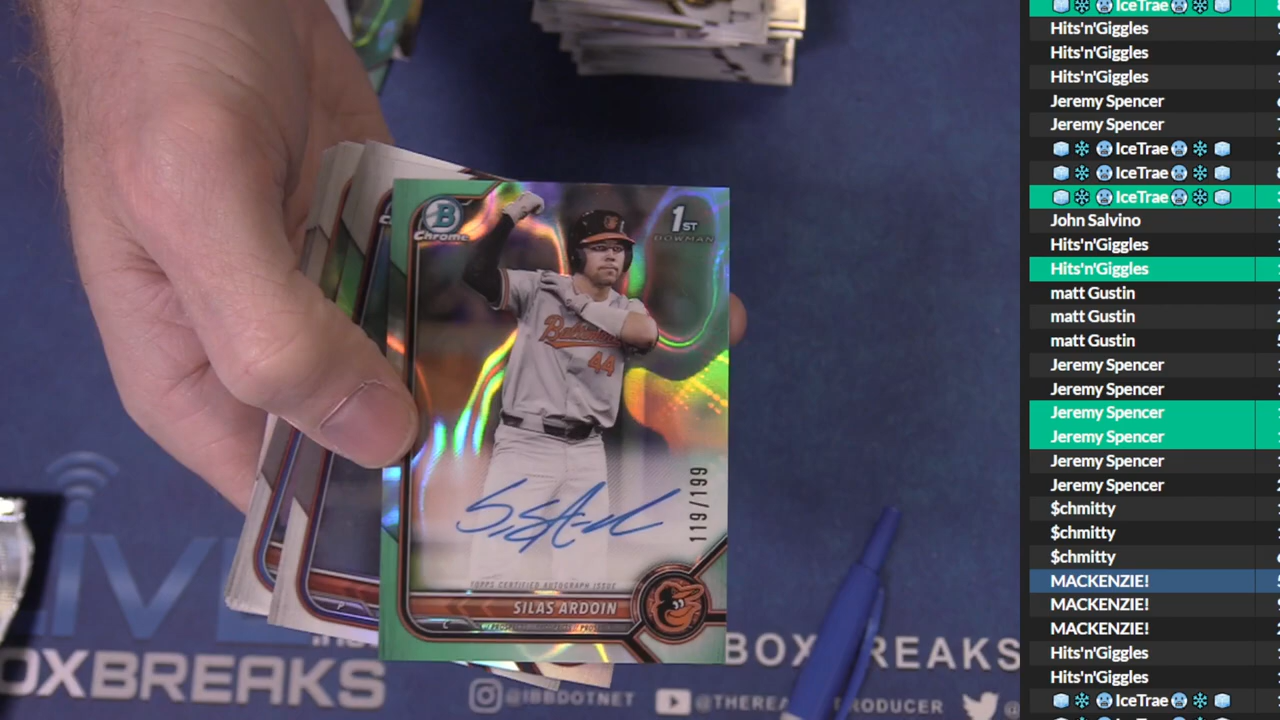 IceTrae
Hits'n'Giggles
Hits'n'Giggles
Hits'n'Giggles
Jeremy Spencer
Jeremy Spencer
IceTrae
IceTrae
IceTrae
John Salvino
Hits'n'Giggles
Hits'n'Giggles
matt Gustin
matt Gustin
matt Gustin
Jeremy Spencer
Jeremy Spencer
Jeremy Spencer
Jeremy Spencer
Jeremy Spencer
Jeremy Spencer
$chmitty
$chmitty
$chmitty
MACKENZIE!
MACKENZIE!
MACKENZIE!
Hits'n'Giggles
Hits'n'Giggles
IceTrae
B
Chrome
1ST
BOWMAN
44
119/199
TOPPS CERTIFIED AUTOGRAPH ISSUE
SILAS ARDOIN
C
LIVE
OXBREAKS
BOX REAKS
@IBBDOTNET
@THEREA PRODUCER
@